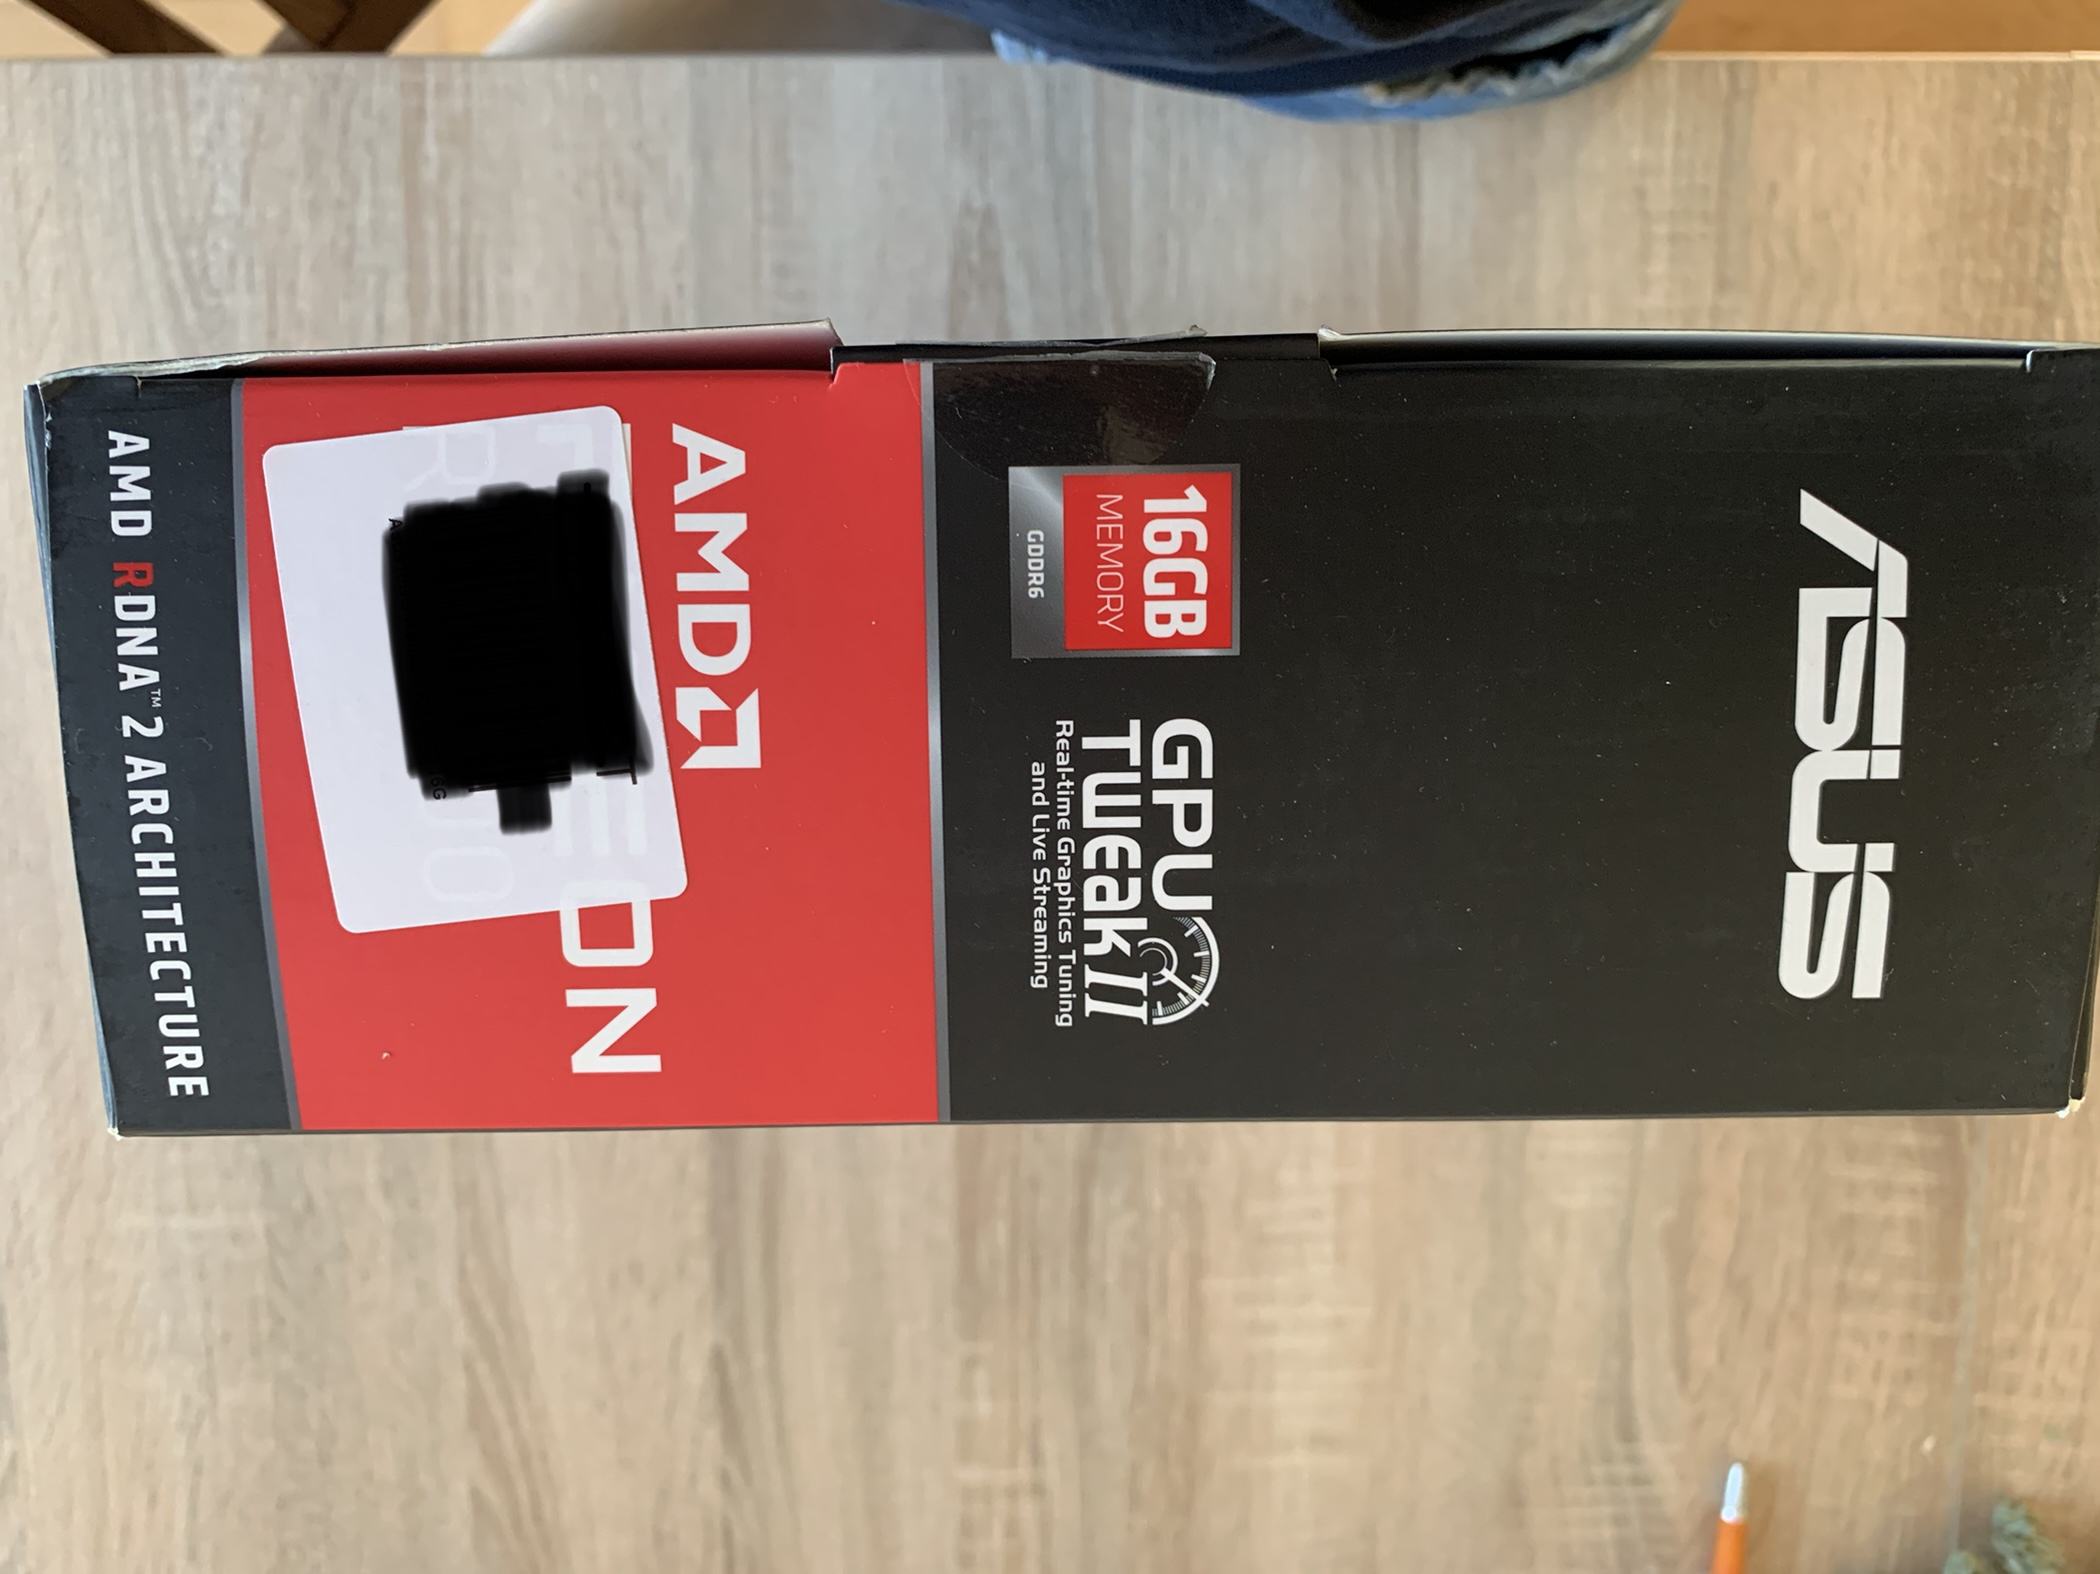 ASUS
16GB
MEMORY
GDDR6
GPU
Tweak II
Real-time Graphics Tuning
and Live Streaming
AMD
AMD RDNA™ 2 ARCHITECTURE